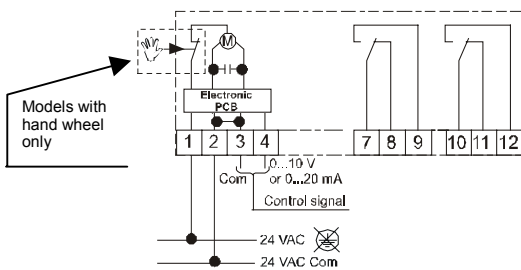 M
Electronic
PCB
Models with
hand wheel
only
1 2 3 4 7 8 9 10 11 12
0...10 V
Com or 0...20 mA
Control signal
24 VAC
24 VAC Com